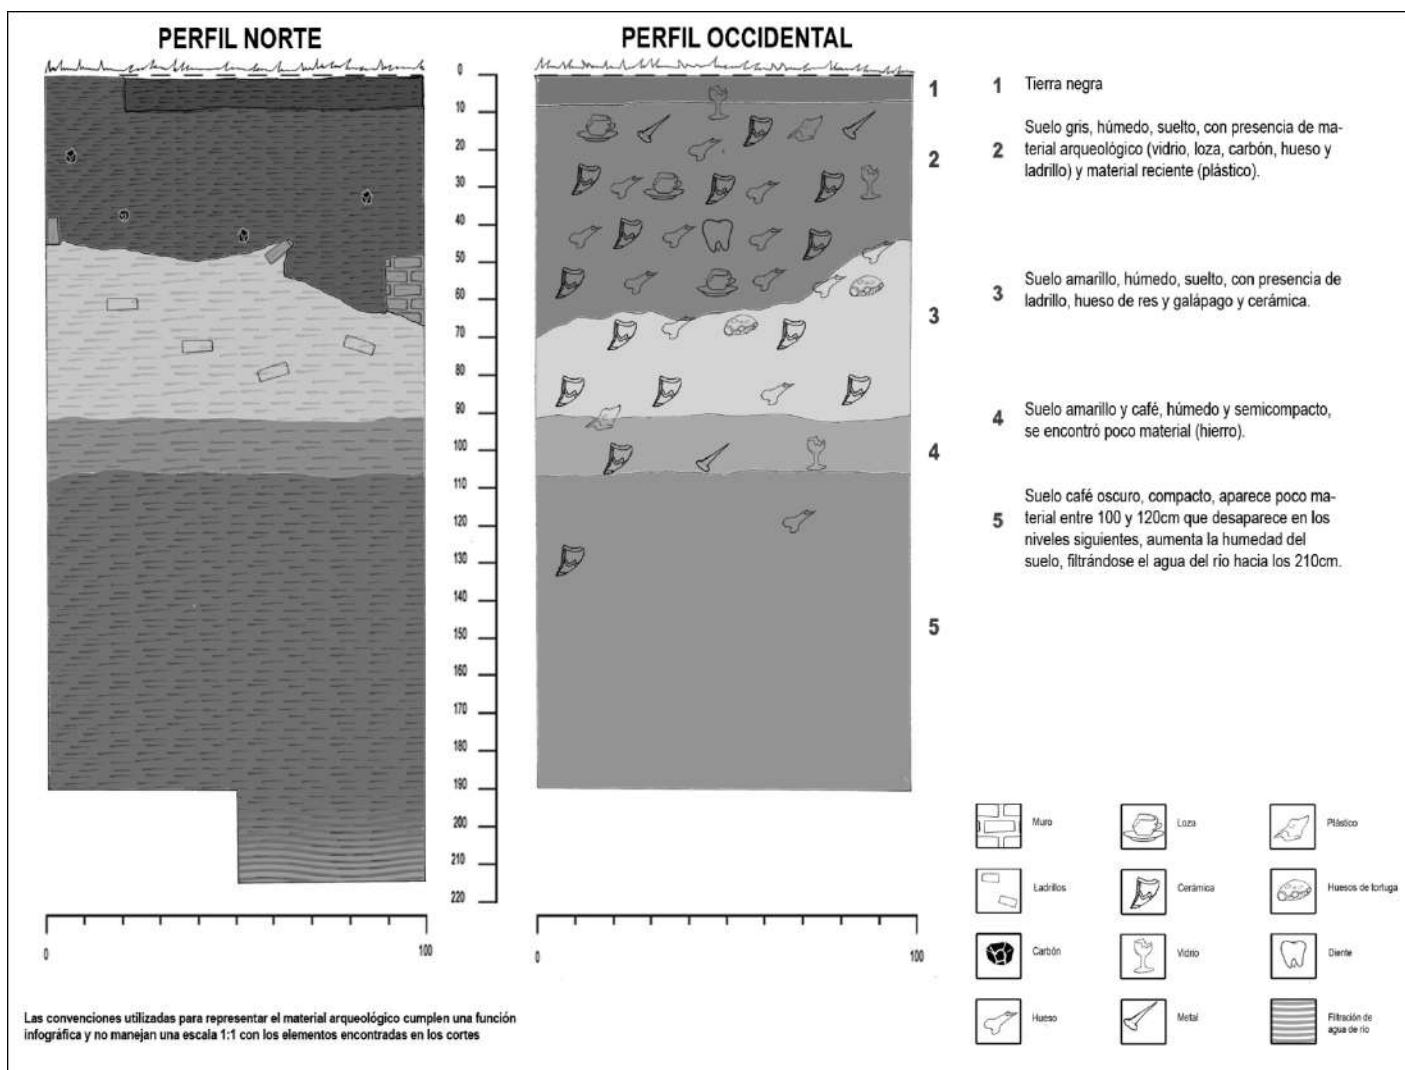 PERFIL NORTE
PERFIL OCCIDENTAL
0
10
20
30
40
50
60
70
80
90
100
110
120
130
140
150
160
170
180
190
200
210
220
0
100
0
100
1
2
3
4
5
1 Tierra negra
2 Suelo gris, húmedo, suelto, con presencia de ma-
terial arqueológico (vidrio, loza, carbón, hueso y
ladrillo) y material reciente (plástico).
3 Suelo amarillo, húmedo, suelto, con presencia de
ladrillo, hueso de res y galápago y cerámica.
4 Suelo amarillo y café, húmedo y semicompacto,
se encontró poco material (hierro).
5 Suelo café oscuro, compacto, aparece poco ma-
terial entre 100 y 120cm que desaparece en los
niveles siguientes, aumenta la humedad del
suelo, filtrándose el agua del río hacia los 210cm.
Muro
Loza
Plástico
Ladrillos
Cerámica
Huesos de tortuga
Carbón
Vidrio
Diente
Hueso
Metal
Filtración de
agua de río
Las convenciones utilizadas para representar el material arqueológico cumplen una función
infográfica y no manejan una escala 1:1 con los elementos encontradas en los cortes